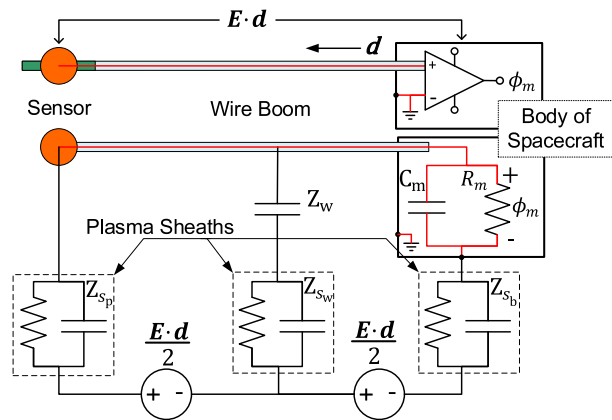 E·d
d
+
-
ϕm
Sensor
Wire Boom
Body of
Spacecraft
Cm
Rm
+
ϕm
-
Zw
Plasma Sheaths
Zsp
Zsw
Zsb
E·d
2
E·d
2
+ -
+ -